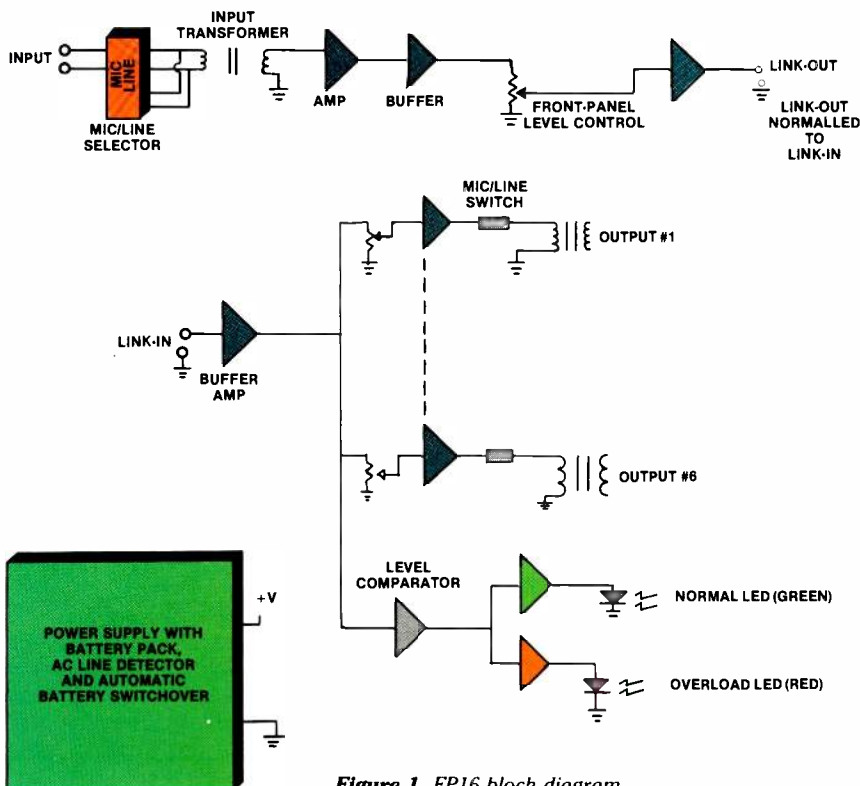 INPUT
TRANSFORMER
INPUT
MIC
LINE
MIC/LINE
SELECTOR
AMP
BUFFER
FRONT-PANEL
LEVEL CONTROL
LINK-OUT
LINK-OUT
NORMALLED
TO
LINK-IN
MIC/LINE
SWITCH
OUTPUT #1
LINK-IN
BUFFER
AMP
OUTPUT #6
LEVEL
COMPARATOR
NORMAL LED (GREEN)
OVERLOAD LED (RED)
+V
POWER SUPPLY WITH
BATTERY PACK,
AC LINE DETECTOR
AND AUTOMATIC
BATTERY SWITCHOVER
Figure 1. FP16 block diagram